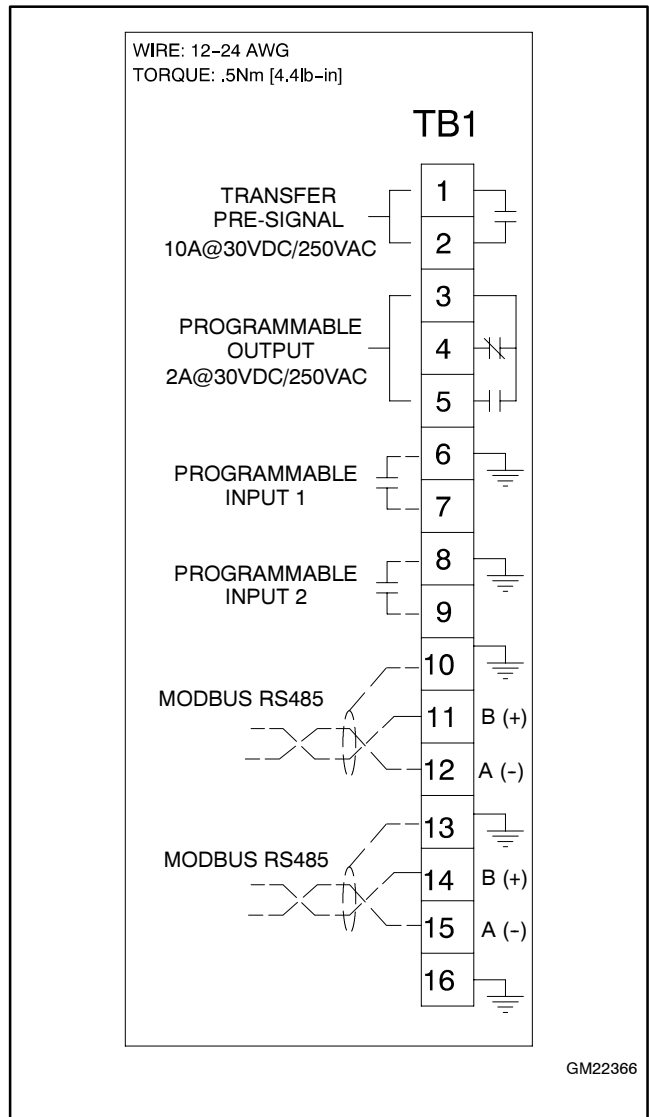 WIRE: 12-24 AWG
TORQUE: .5Nm [4.4lb-in]
TB1
TRANSFER
PRE-SIGNAL
10A@30VDC/250VAC
1
2
PROGRAMMABLE
OUTPUT
2A@30VDC/250VAC
3
4
5
PROGRAMMABLE
INPUT 1
6
7
PROGRAMMABLE
INPUT 2
8
9
MODBUS RS485
10
11 B (+)
12 A (-)
MODBUS RS485
13
14 B (+)
15 A (-)
16
GM22366